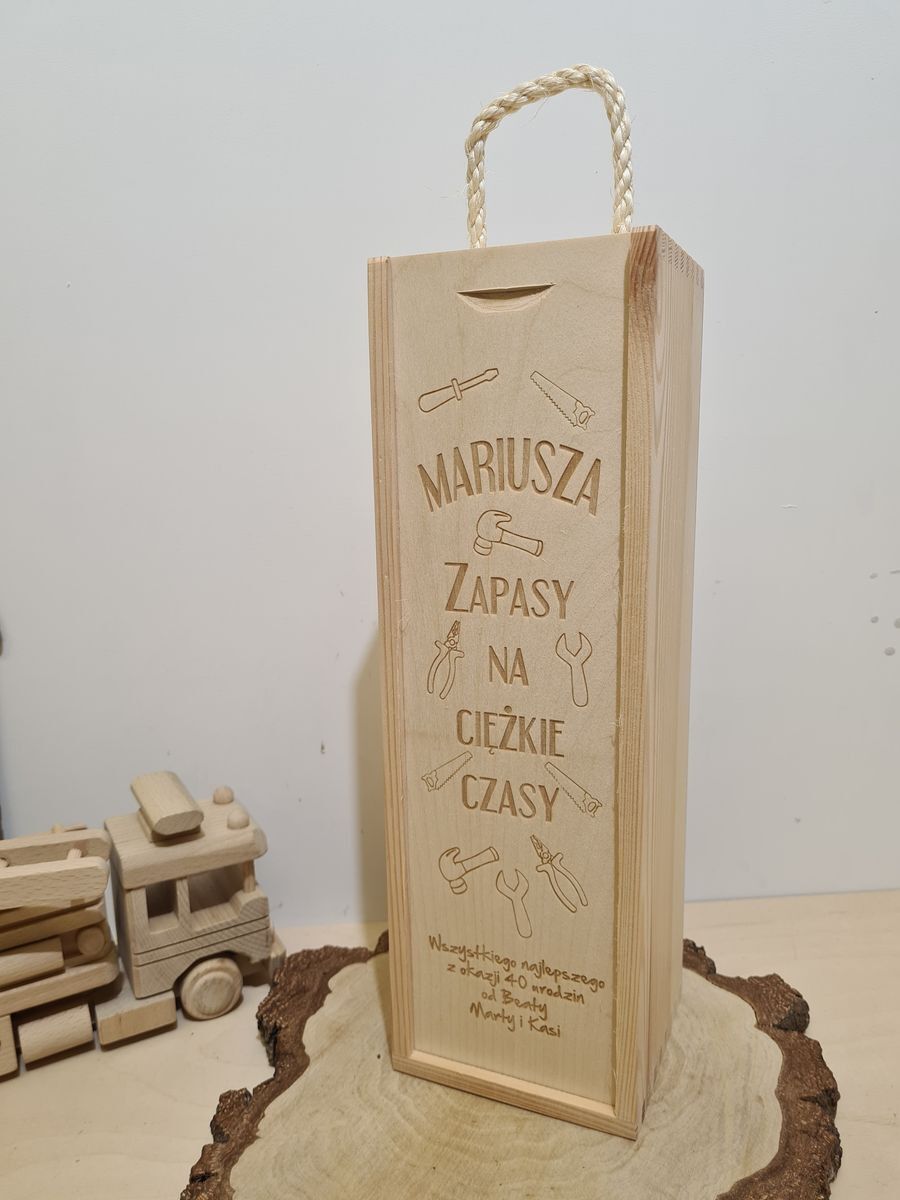 MARIUSZA
ZAPASY
NA
CIĘŻKIE
CZASY
Wszystkiego najlepszego
z okazji 40 urodzin
od Beaty
Marty i Kasi